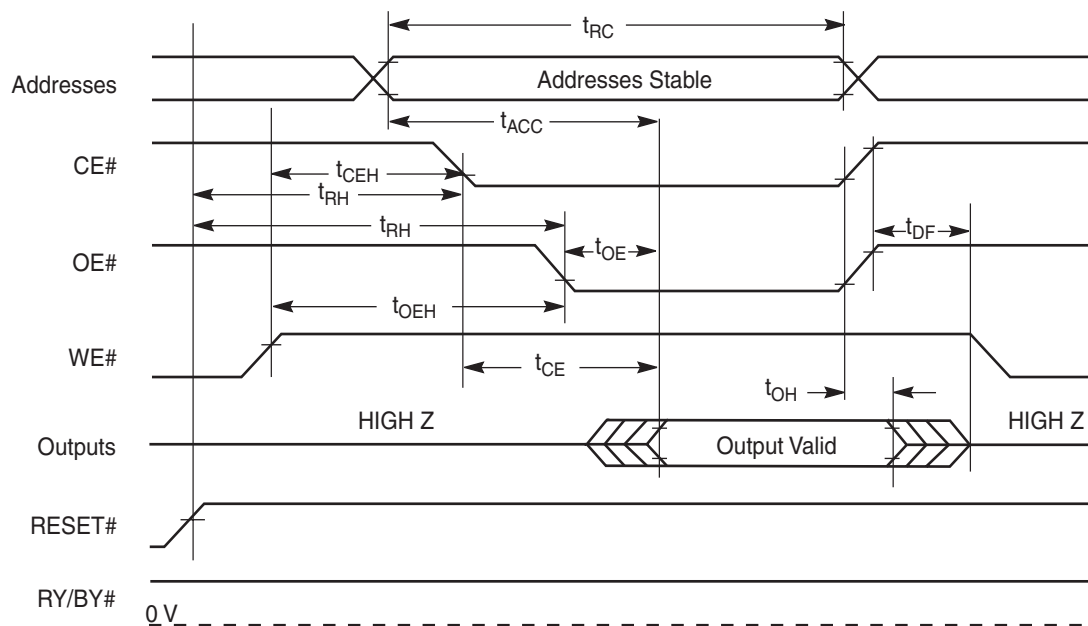 tRC
Addresses
Addresses Stable
tACC
CE#
tCEH
tRH
tRH
tDF
OE#
tOE
tOEH
WE#
tCE
tOH
HIGH Z
HIGH Z
Outputs
Output Valid
RESET#
RY/BY#
0 V